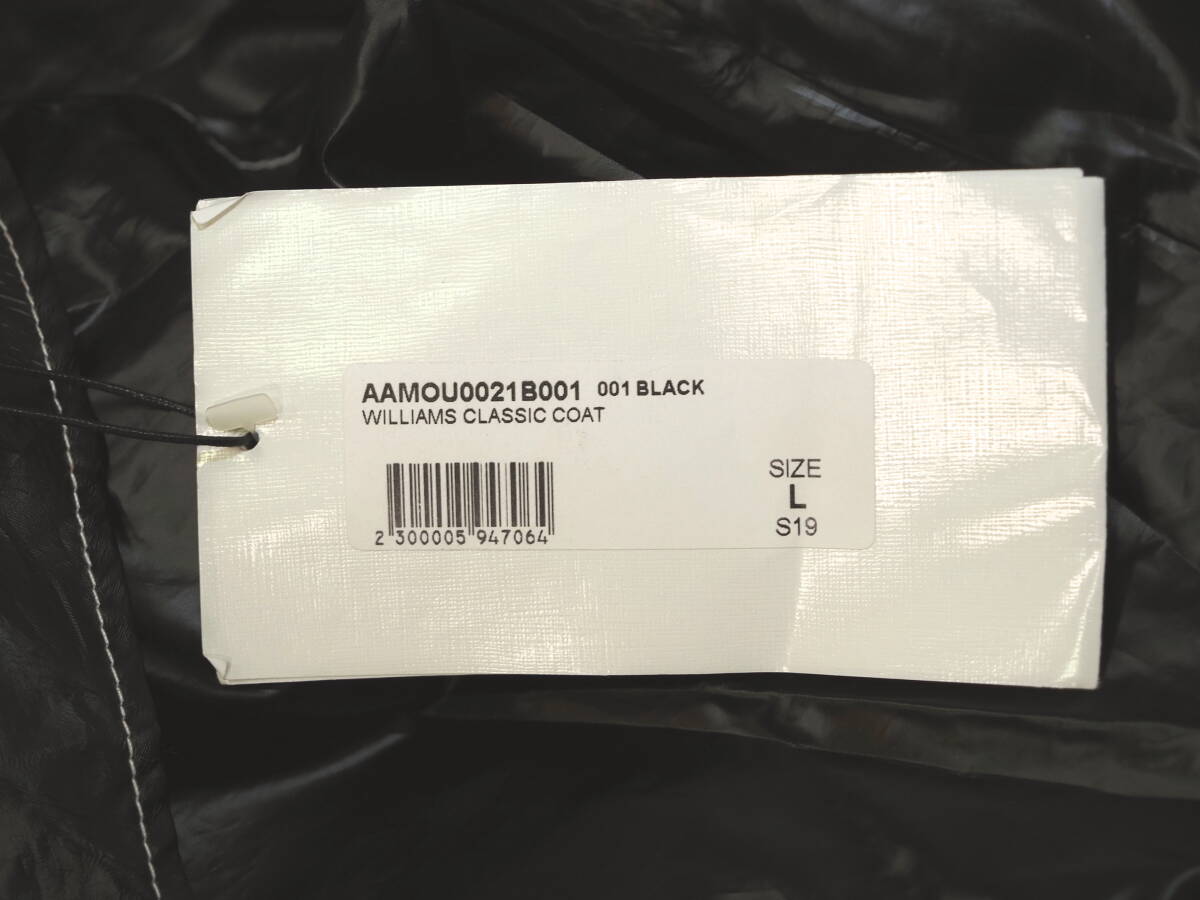 AAMOU0021B001 001 BLACK
WILLIAMS CLASSIC COAT
SIZE
L
S19
2 300005 947064